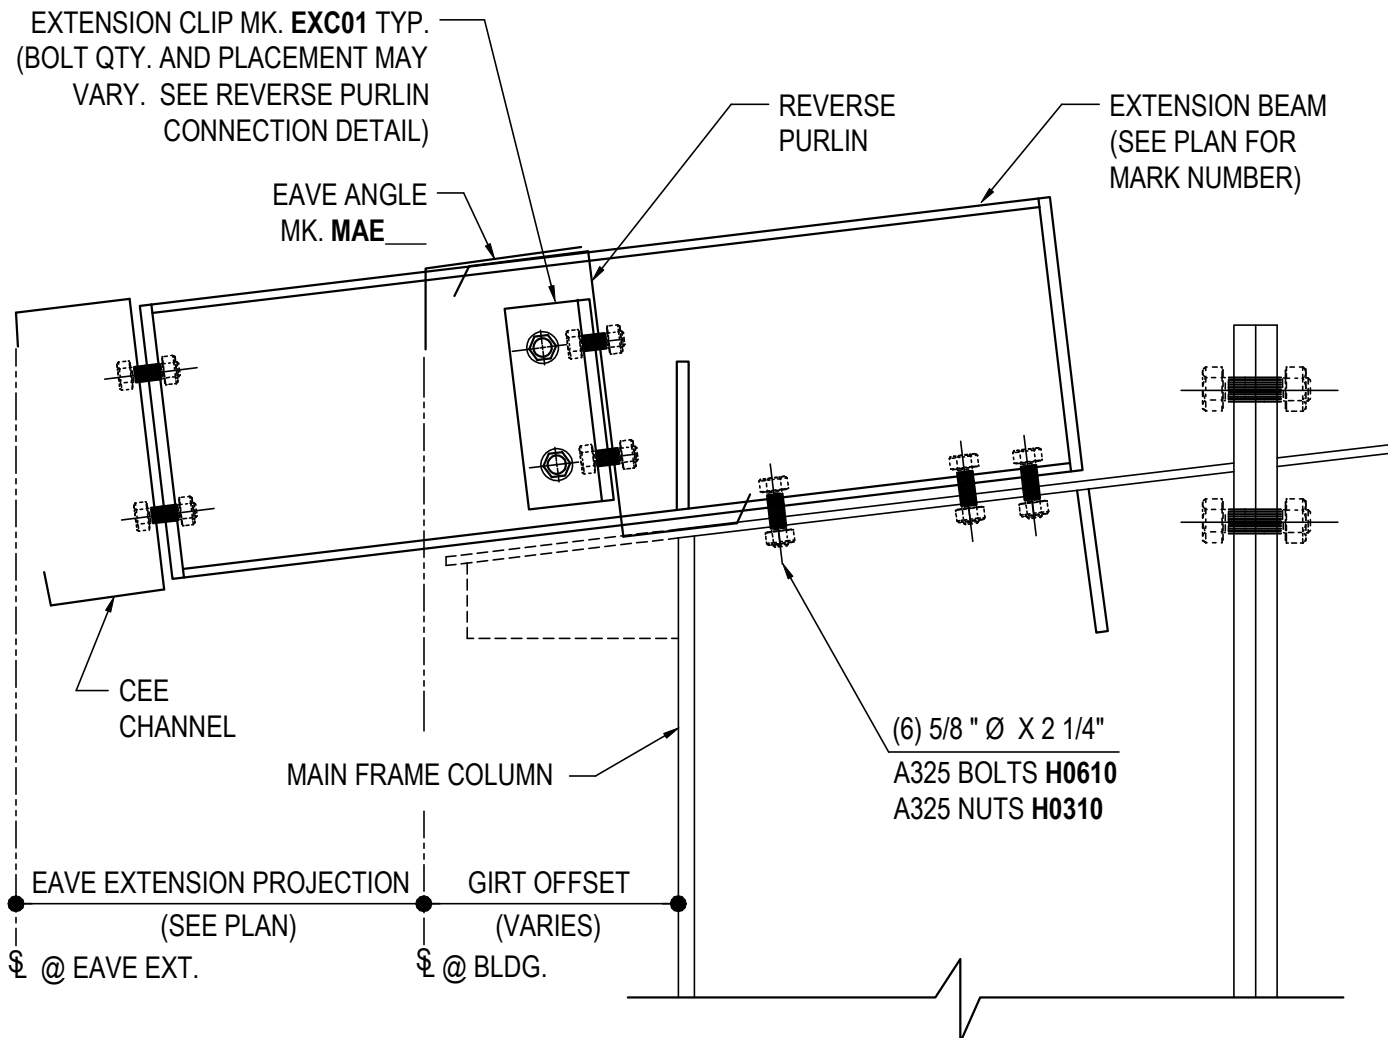 EXTENSION CLIP MK. EXC01 TYP.
(BOLT QTY. AND PLACEMENT MAY
VARY. SEE REVERSE PURLIN
CONNECTION DETAIL)
EAVE ANGLE
MK. MAE___
REVERSE
PURLIN
EXTENSION BEAM
(SEE PLAN FOR
MARK NUMBER)
CEE
CHANNEL
MAIN FRAME COLUMN
(6) 5/8 " Ø X 2 1/4"
A325 BOLTS H0610
A325 NUTS H0310
EAVE EXTENSION PROJECTION
(SEE PLAN)
GIRT OFFSET
(VARIES)
SL @ EAVE EXT.
SL @ BLDG.